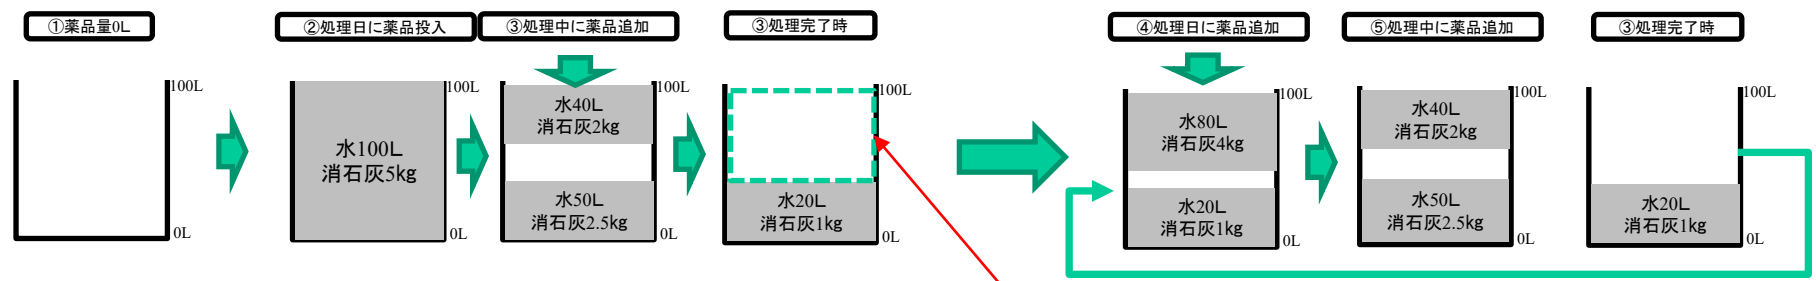 ①薬品量0L
②処理日に薬品投入
③処理中に薬品追加
③処理完了時
④処理日に薬品追加
⑤処理中に薬品追加
③処理完了時
100L
0L
100L
水100L
消石灰5kg
0L
100L
水40L
消石灰2kg
水50L
消石灰2.5kg
0L
100L
水20L
消石灰1kg
0L
100L
水80L
消石灰4kg
水20L
消石灰1kg
0L
100L
水40L
消石灰2kg
水50L
消石灰2.5kg
0L
100L
水20L
消石灰1kg
0L